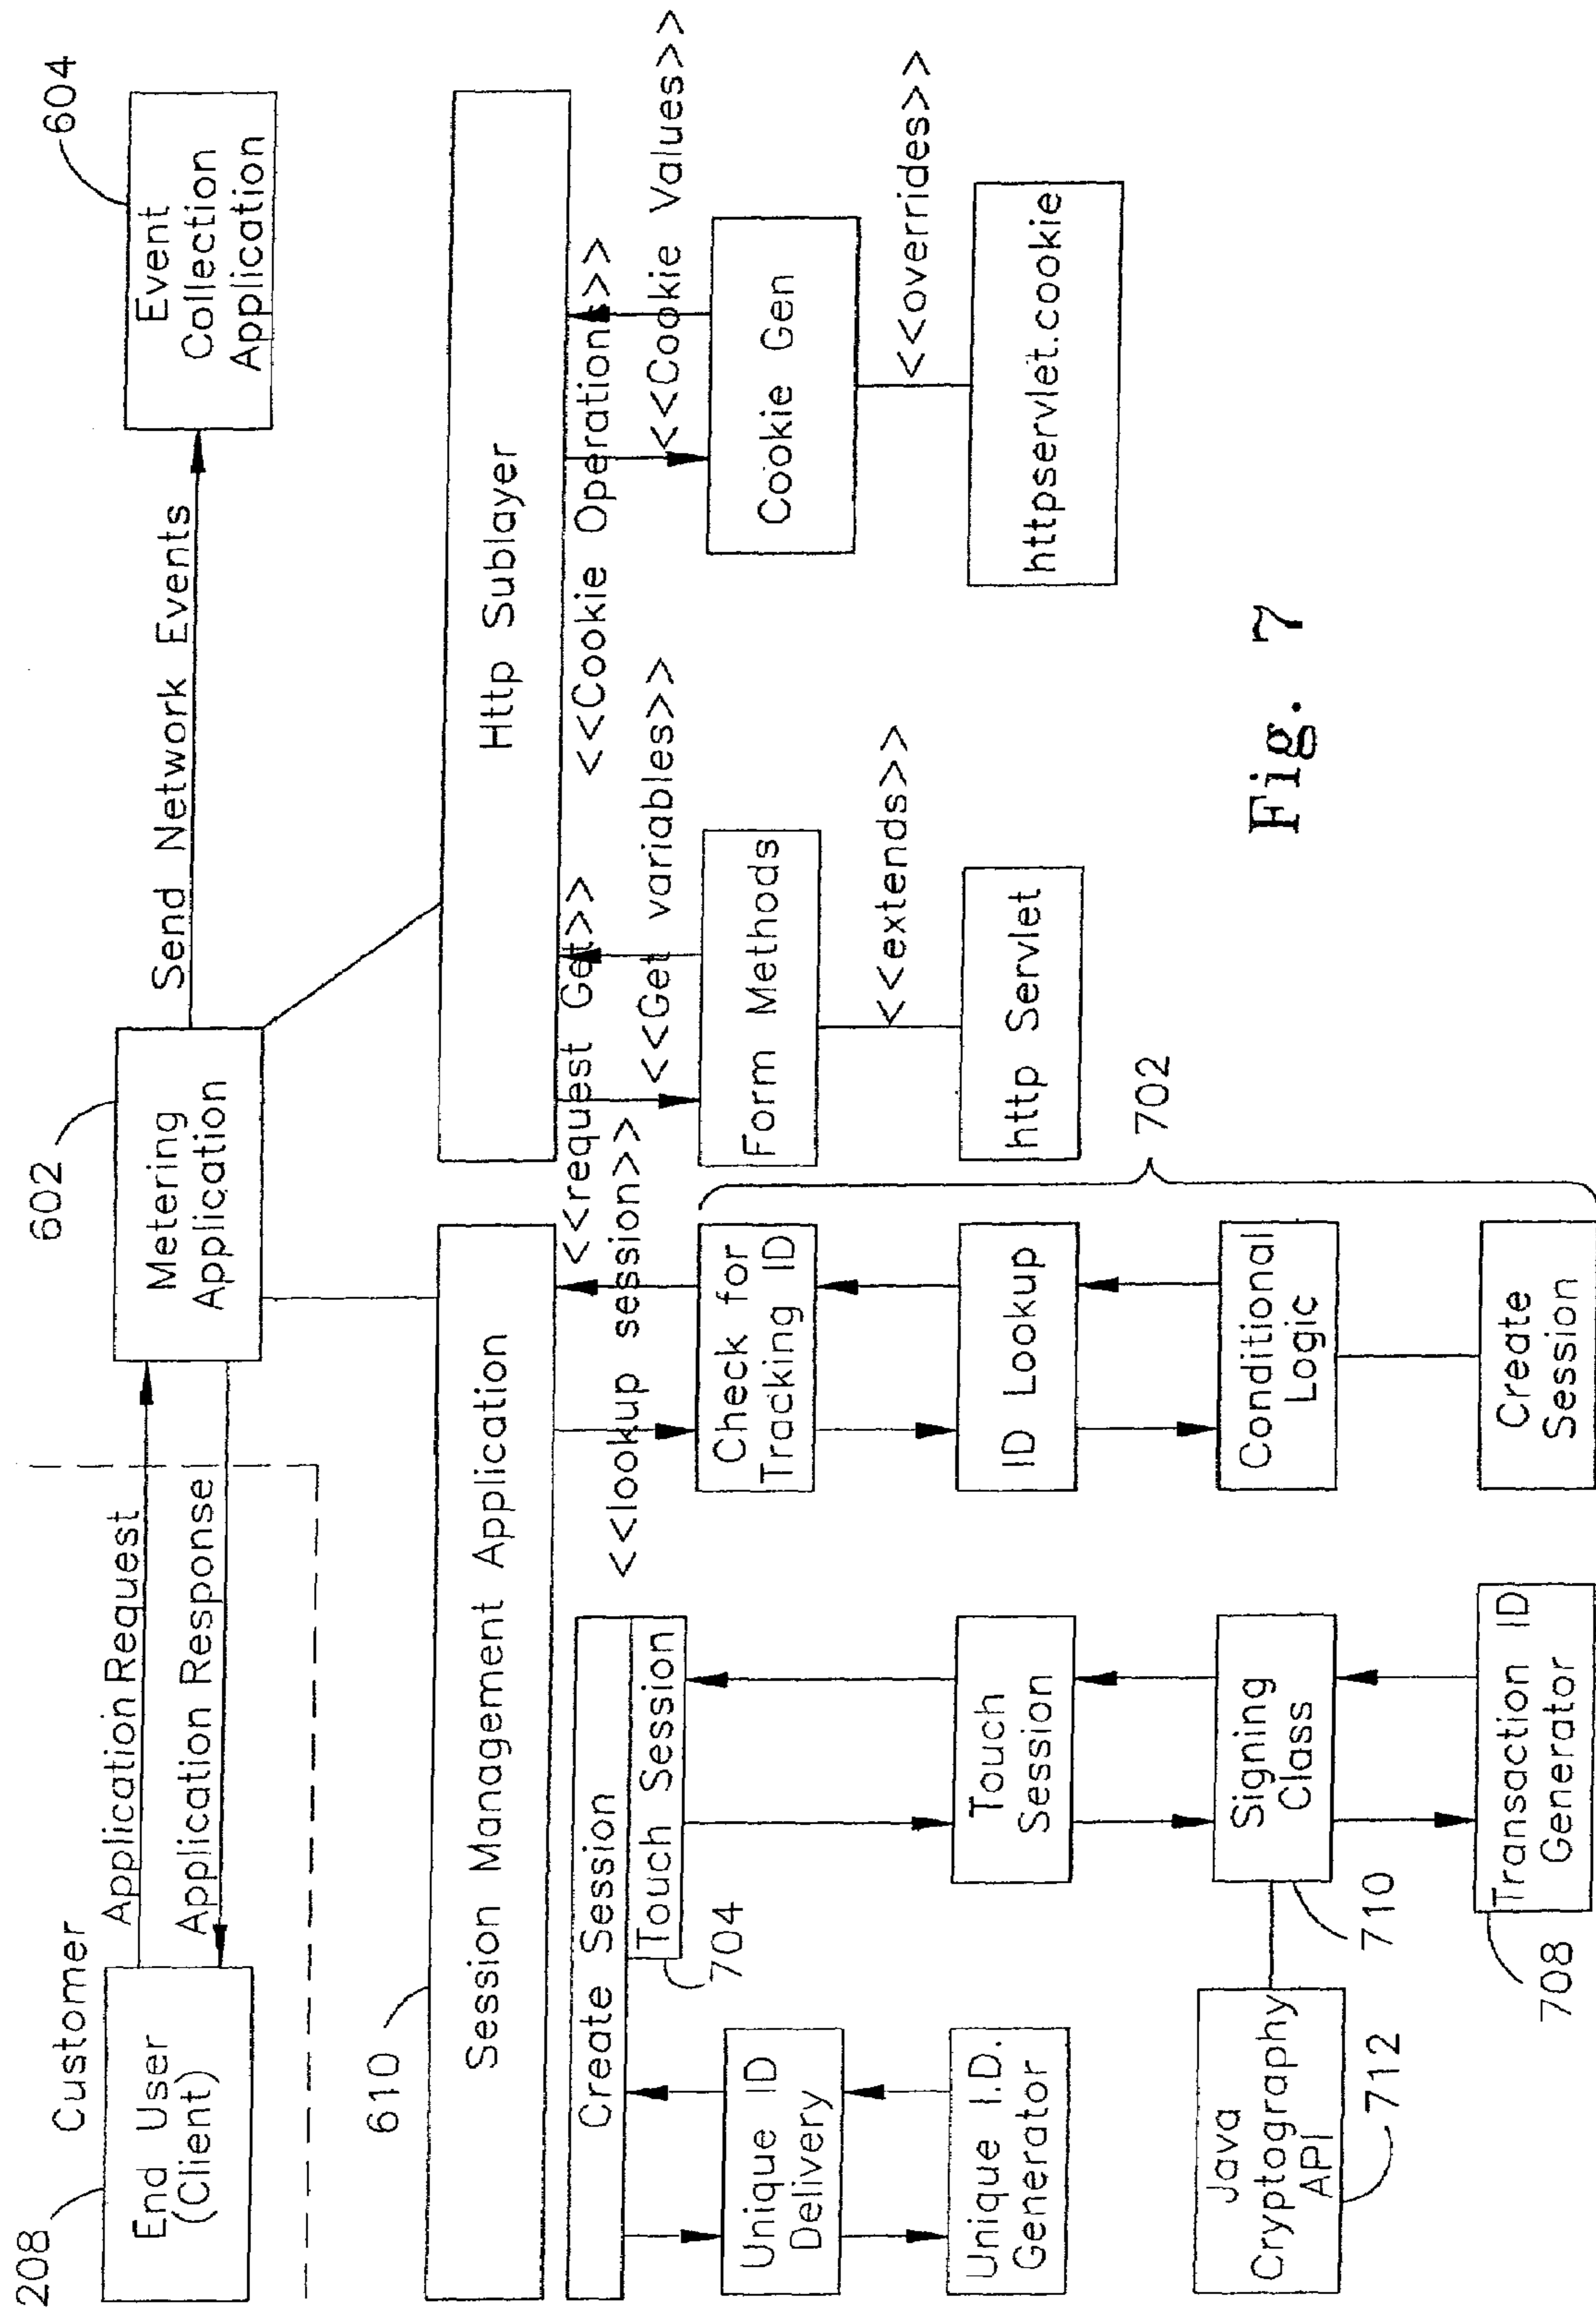 Customer
208
End User
(Client)
Application Request
Application Response
602
Metering
Application
Send Network Events
604
Event
Collection
Application
610
Session Management Application
Http Sublayer
Create Session
Touch Session
704
<<lookup session>>
<<request Get>>
<<Get variables>>
<<Cookie Operations>>
<<Cookie Values>>
Unique ID
Delivery
Unique I.D.
Generator
Touch
Session
Signing
Class
710
Java
Cryptography
API
712
Transaction ID
Generator
708
Check for
Tracking ID
ID Lookup
Conditional
Logic
Create
Session
702
Form Methods
<<extends>>
http Servlet
Cookie Gen
<<overrides>>
httpservlet.cookie
Fig. 7